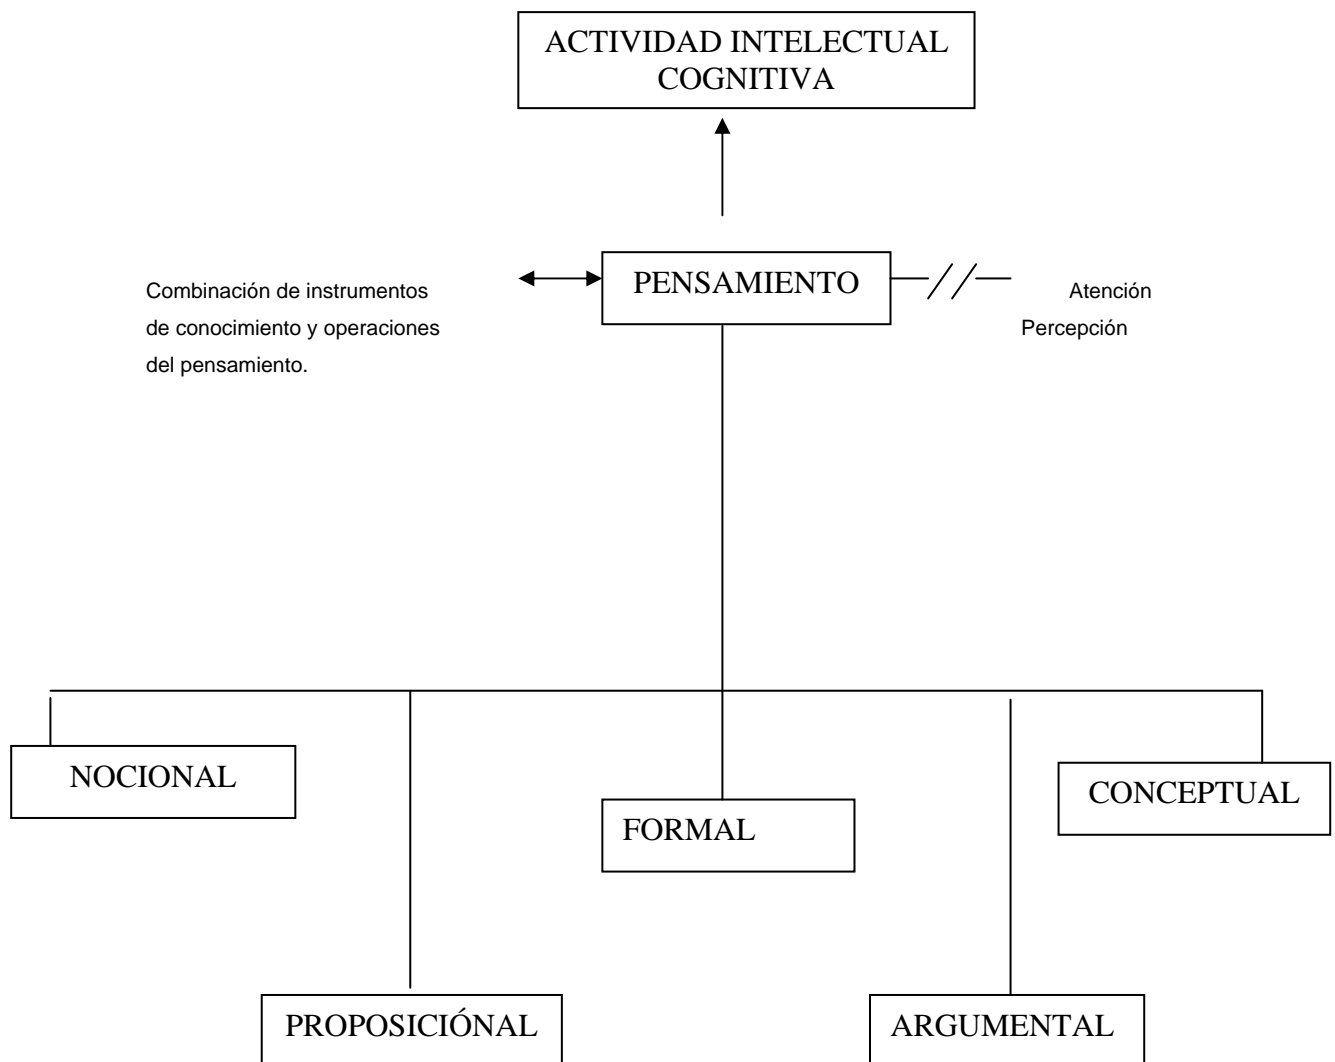 ACTIVIDAD INTELECTUAL
COGNITIVA
PENSAMIENTO
Combinación de instrumentos
de conocimiento y operaciones
del pensamiento.
Atención
Percepción
NOCIONAL
CONCEPTUAL
FORMAL
PROPOSICIÓNAL
ARGUMENTAL